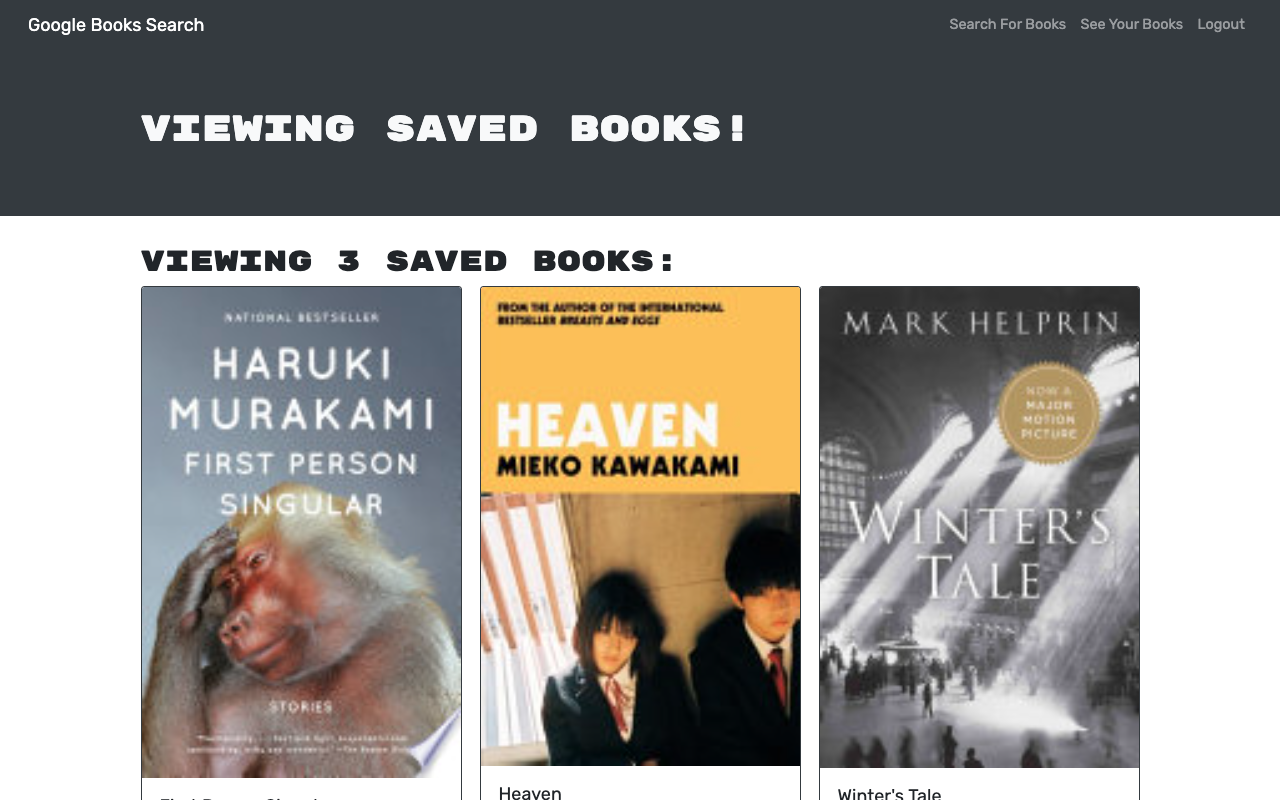 Google Books Search
Search For Books
See Your Books
Logout
VIEWING SAVED BOOKS!
VIEWING 3 SAVED BOOKS:
NATIONAL BESTSELLER
HARUKI
MURAKAMI
FIRST PERSON
SINGULAR
STORIES
FROM THE AUTHOR OF THE INTERNATIONAL
BESTSELLER BREASTS AND EGGS
HEAVEN
MIEKO KAWAKAMI
Heaven
MARK HELPRIN
NOW A
MAJOR
MOTION
PICTURE
WINTER'S
TALE
Winter's Tale